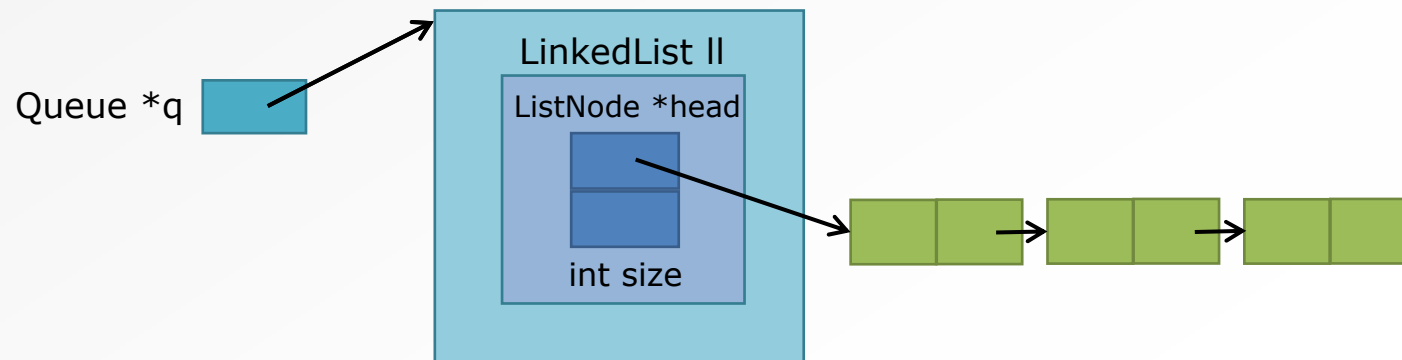 LinkedList ll
Queue *q
ListNode *head
int size